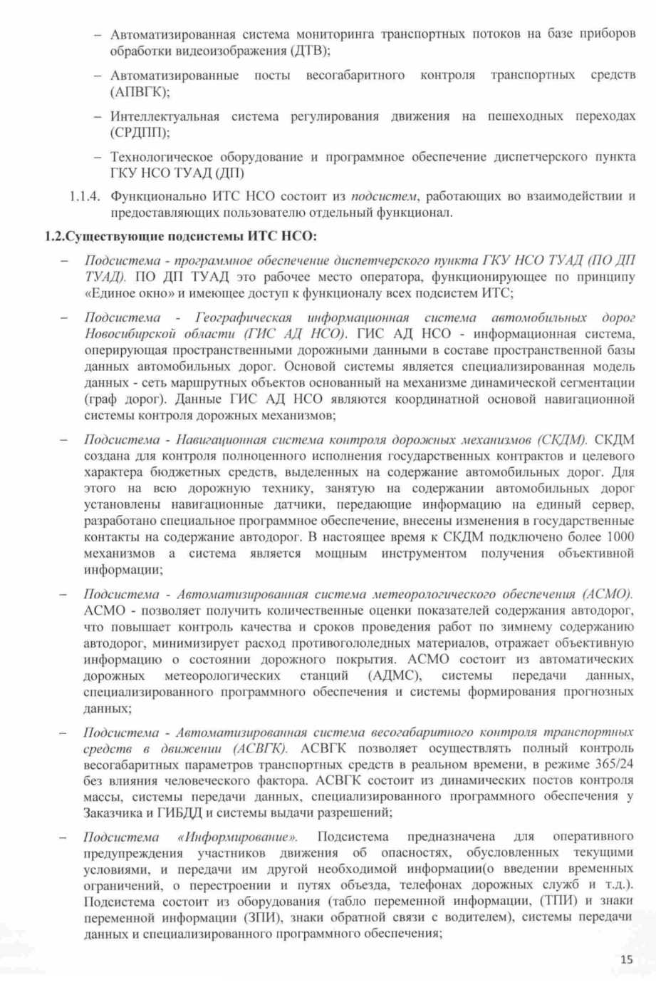 – Автоматизированная система мониторинга транспортных потоков на базе приборов
обработки видеоизображения (ДТВ);
– Автоматизированные посты весогабаритного контроля транспортных средств
(АПВГК);
– Интеллектуальная система регулирования движения на пешеходных переходах
(СРДПП);
– Технологическое оборудование и программное обеспечение диспетчерского пункта
ГКУ НСО ТУАД (ДП)
1.1.4. Функционально ИТС НСО состоит из подсистем, работающих во взаимодействии и
предоставляющих пользователю отдельный функционал.
1.2.Существующие подсистемы ИТС НСО:
– Подсистема - программное обеспечение диспетчерского пункта ГКУ НСО ТУАД (ПО ДП
ТУАД). ПО ДП ТУАД это рабочее место оператора, функционирующее по принципу
«Единое окно» и имеющее доступ к функционалу всех подсистем ИТС;
– Подсистема - Географическая информационная система автомобильных дорог
Новосибирской области (ГИС АД НСО). ГИС АД НСО - информационная система,
оперирующая пространственными дорожными данными в составе пространственной базы
данных автомобильных дорог. Основой системы является специализированная модель
данных - сеть маршрутных объектов основанный на механизме динамической сегментации
(граф дорог). Данные ГИС АД НСО являются координатной основой навигационной
системы контроля дорожных механизмов;
– Подсистема - Навигационная система контроля дорожных механизмов (СКДМ). СКДМ
создана для контроля полноценного исполнения государственных контрактов и целевого
характера бюджетных средств, выделенных на содержание автомобильных дорог. Для
этого на всю дорожную технику, занятую на содержании автомобильных дорог
установлены навигационные датчики, передающие информацию на единый сервер,
разработано специальное программное обеспечение, внесены изменения в государственные
контакты на содержание автодорог. В настоящее время к СКДМ подключено более 1000
механизмов а система является мощным инструментом получения объективной
информации;
– Подсистема - Автоматизированная система метеорологического обеспечения (АСМО).
АСМО - позволяет получить количественные оценки показателей содержания автодорог,
что повышает контроль качества и сроков проведения работ по зимнему содержанию
автодорог, минимизирует расход противогололедных материалов, отражает объективную
информацию о состоянии дорожного покрытия. АСМО состоит из автоматических
дорожных метеорологических станций (АДМС), системы передачи данных,
специализированного программного обеспечения и системы формирования прогнозных
данных;
– Подсистема - Автоматизированная система весогабаритного контроля транспортных
средств в движении (АСВГК). АСВГК позволяет осуществлять полный контроль
весогабаритных параметров транспортных средств в реальном времени, в режиме 365/24
без влияния человеческого фактора. АСВГК состоит из динамических постов контроля
массы, системы передачи данных, специализированного программного обеспечения у
Заказчика и ГИБДД и системы выдачи разрешений;
– Подсистема «Информирование». Подсистема предназначена для оперативного
предупреждения участников движения об опасностях, обусловленных текущими
условиями, и передачи им другой необходимой информации(о введении временных
ограничений, о перестроении и путях объезда, телефонах дорожных служб и т.д.).
Подсистема состоит из оборудования (табло переменной информации, (ТПИ) и знаки
переменной информации (ЗПИ), знаки обратной связи с водителем), системы передачи
данных и специализированного программного обеспечения;
15